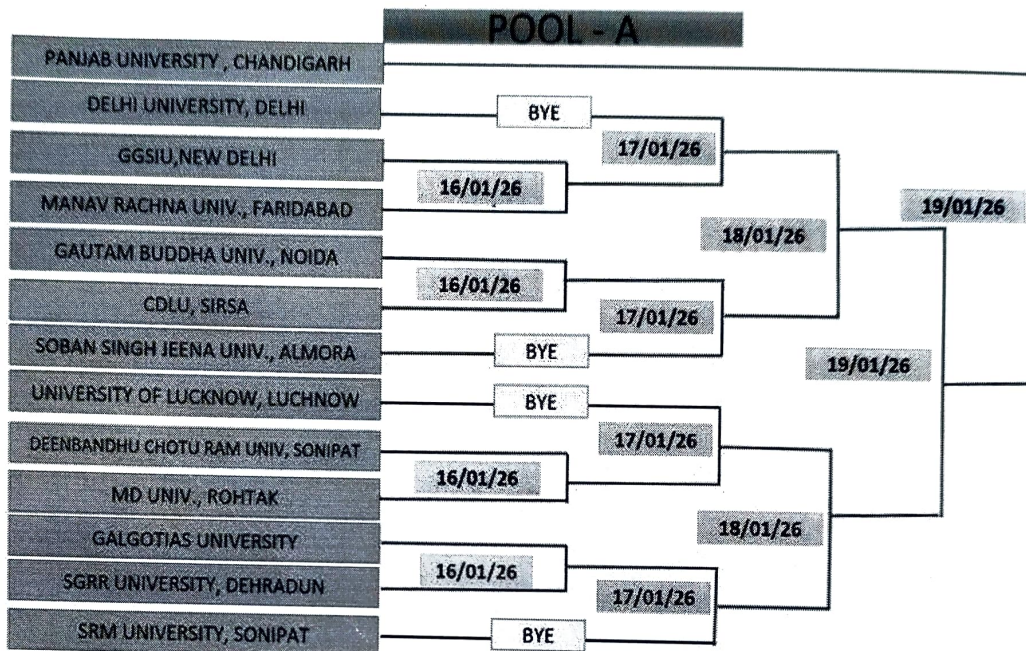 POOL - A
PANJAB UNIVERSITY , CHANDIGARH
DELHI UNIVERSITY, DELHI
BYE
17/01/26
GGSIU,NEW DELHI
16/01/26
MANAV RACHNA UNIV., FARIDABAD
19/01/26
18/01/26
GAUTAM BUDDHA UNIV., NOIDA
16/01/26
CDLU, SIRSA
17/01/26
SOBAN SINGH JEENA UNIV., ALMORA
BYE
19/01/26
UNIVERSITY OF LUCKNOW, LUCHNOW
BYE
17/01/26
DEENBANDHU CHOTU RAM UNIV, SONIPAT
16/01/26
MD UNIV., ROHTAK
18/01/26
GALGOTIAS UNIVERSITY
16/01/26
SGRR UNIVERSITY, DEHRADUN
17/01/26
SRM UNIVERSITY, SONIPAT
BYE